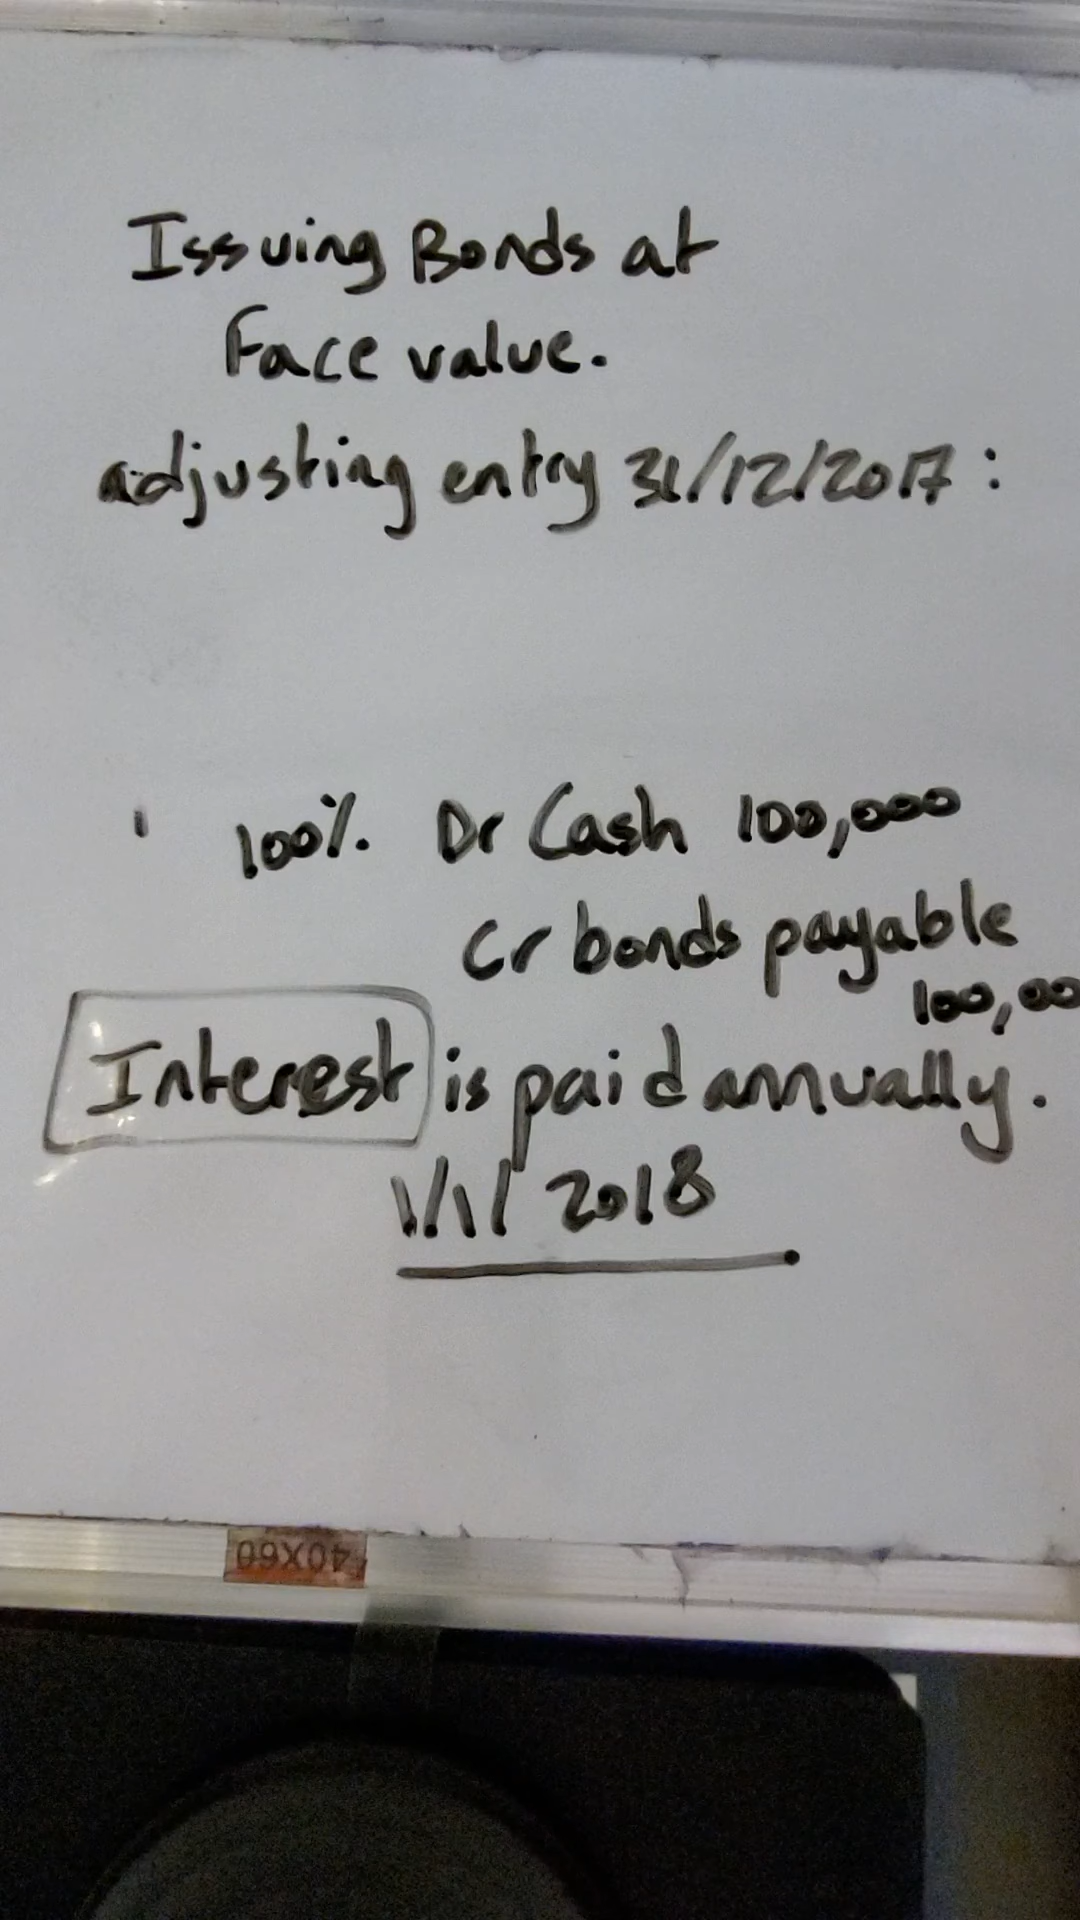 Issuing Bonds at
Face value.
adjusting entry 31/12/2017:
100% Dr Cash 100,000
Cr bonds payable
100,00
Interest is paid annually.
1/1/2018
40X60